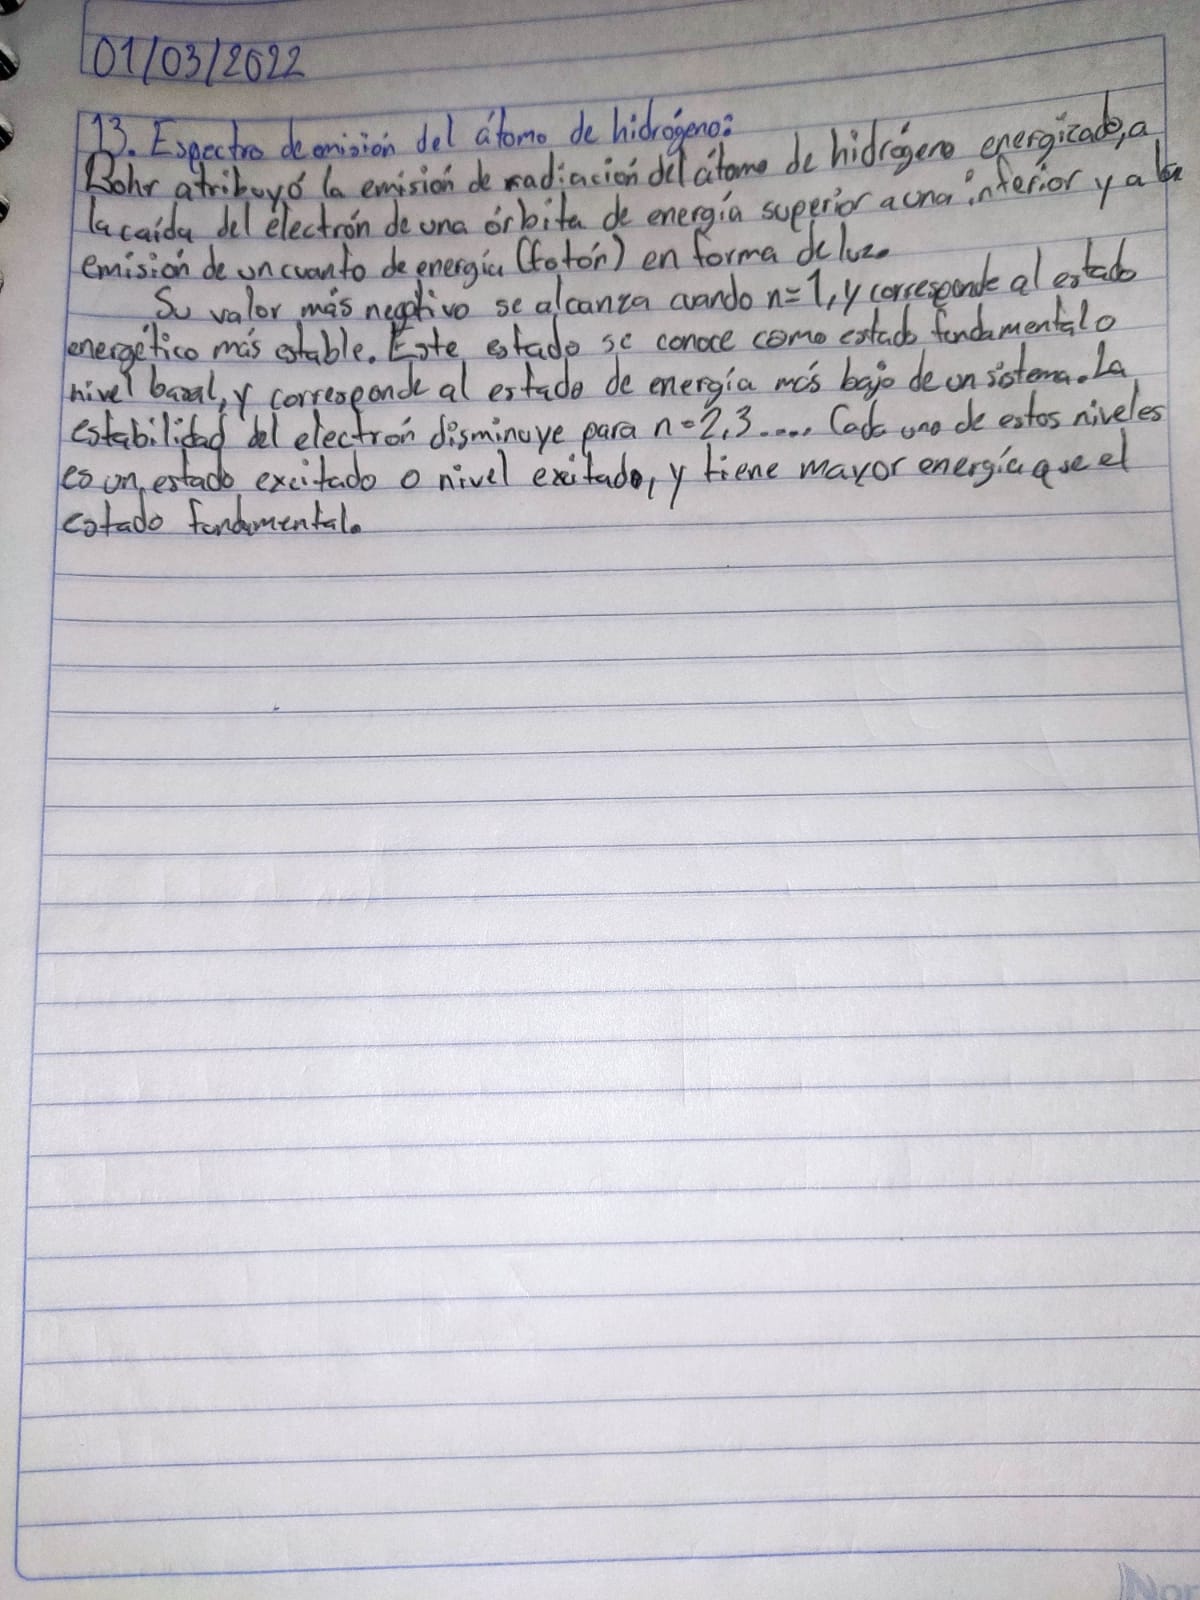 01/03/2022
13. Espectro de emisión del átomo de hidrógeno:
Bohr atribuyó la emisión de radiación del átomo de hidrógeno energizado, a
la caída del electrón de una órbita de energía superior a una inferior y a la
emisión de un cuanto de energía (fotón) en forma de luz.
Su valor más negativo se alcanza cuando n=1, y corresponde al estado
energético más estable. Este estado se conoce como estado fundamental o
nivel basal, y corresponde al estado de energía más bajo de un sistema. La
estabilidad del electrón disminuye para n=2,3.... Cada uno de estos niveles
es un estado excitado o nivel exitado, y tiene mayor energía que el
estado fundamental.
Nor